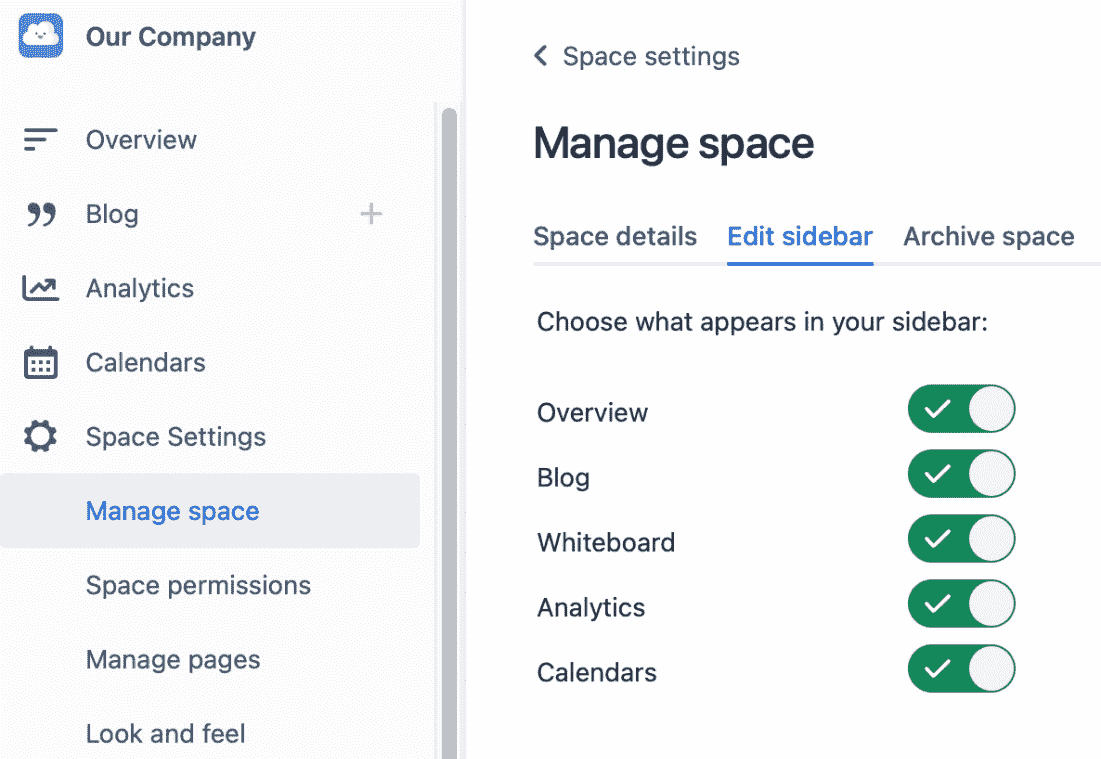 Our Company
Overview
Blog
Analytics
Calendars
Space Settings
Manage space
Space permissions
Manage pages
Look and feel
Space settings
Manage space
Space details Edit sidebar Archive space
Choose what appears in your sidebar:
Overview
Blog
Whiteboard
Analytics
Calendars